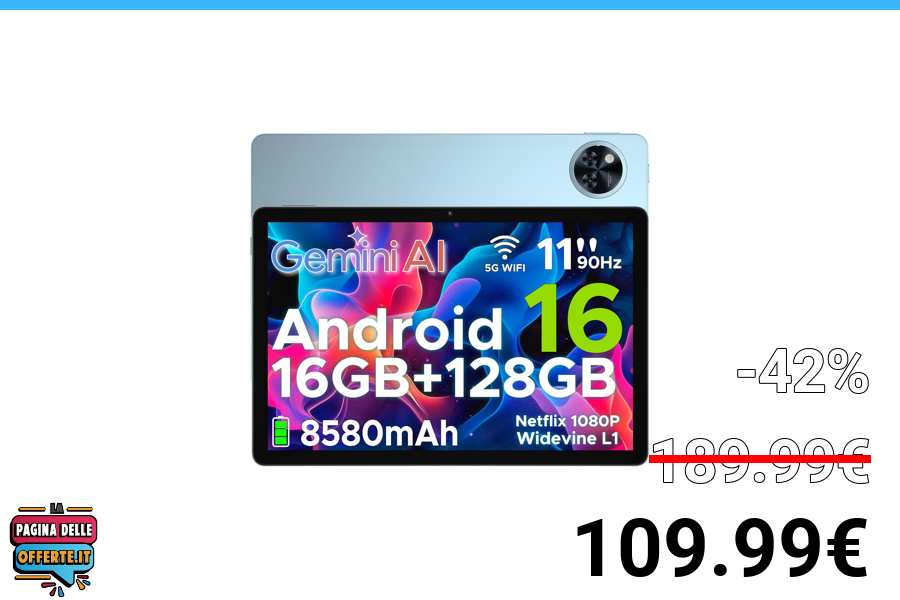 Gemini AI
5G WIFI
11'' 90Hz
Android 16
16GB+128GB
8580mAh
Netflix 1080P
Widevine L1
-42%
189.99€
109.99€
LA
PAGINA DELLE
OFFERTE.IT